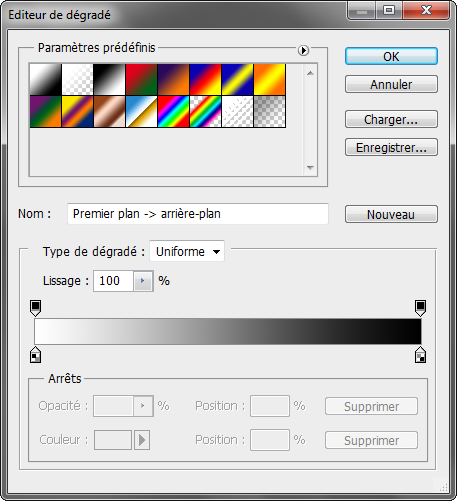 Editeur de dégradé
Paramètres prédéfinis
OK
Annuler
Charger...
Enregistrer...
Nom : Premier plan -> arrière-plan
Nouveau
Type de dégradé : Uniforme
Lissage : 100 %
Arrêts
Opacité : % Position : % Supprimer
Couleur : Position : % Supprimer